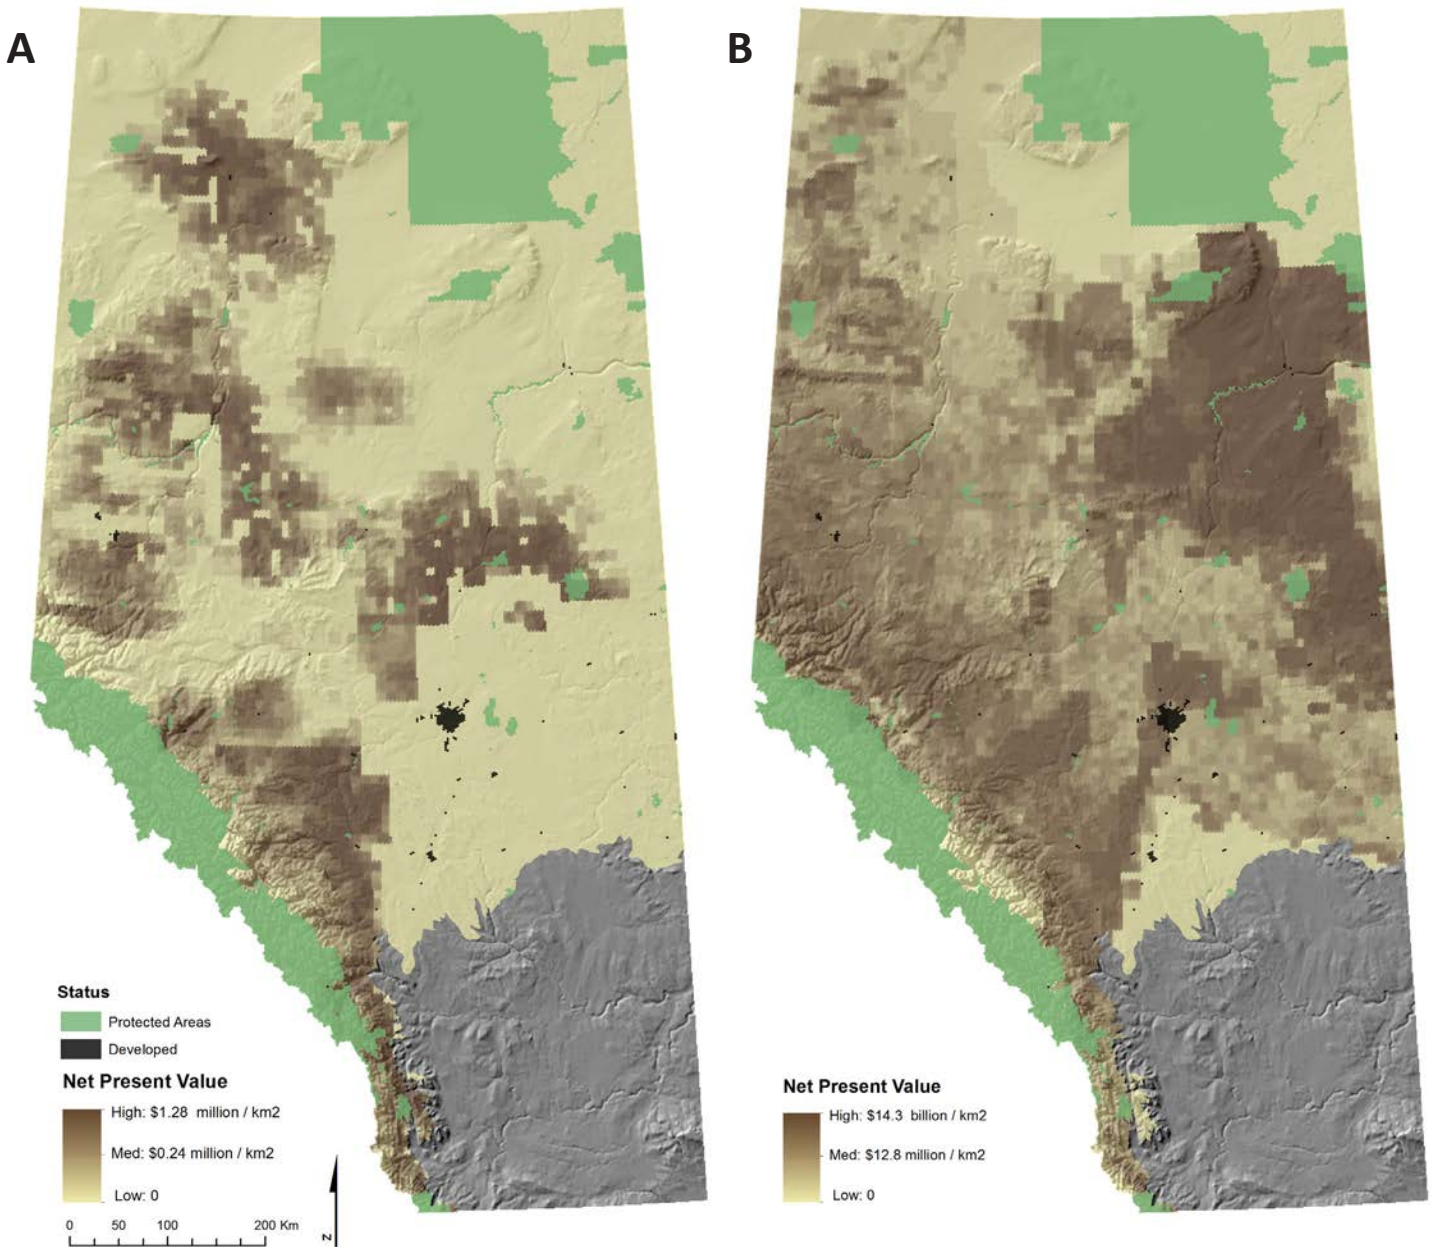 A
B
Status
Protected Areas
Developed
Net Present Value
High: $1.28 million / km2
Med: $0.24 million / km2
Low: 0
0 50 100 200 Km
N
Net Present Value
High: $14.3 billion / km2
Med: $12.8 million / km2
Low: 0